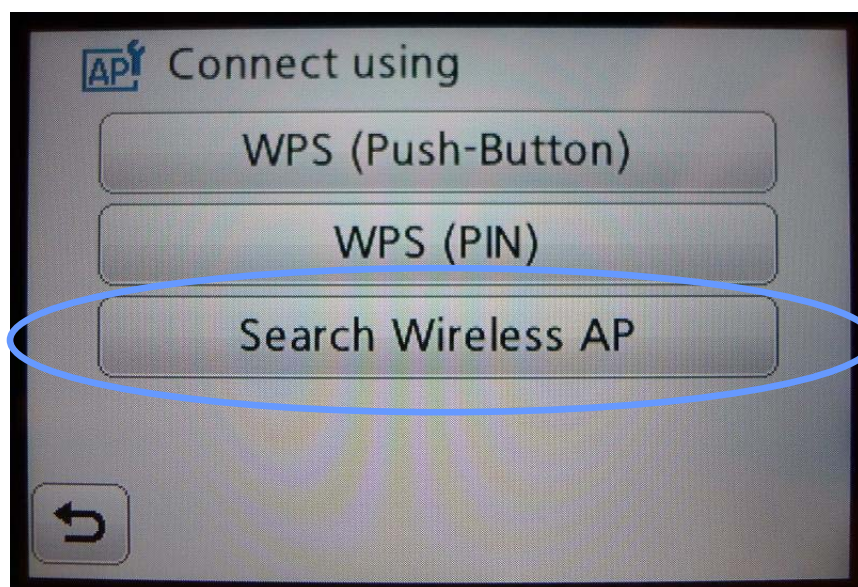 AP Connect using
WPS (Push-Button)
WPS (PIN)
Search Wireless AP